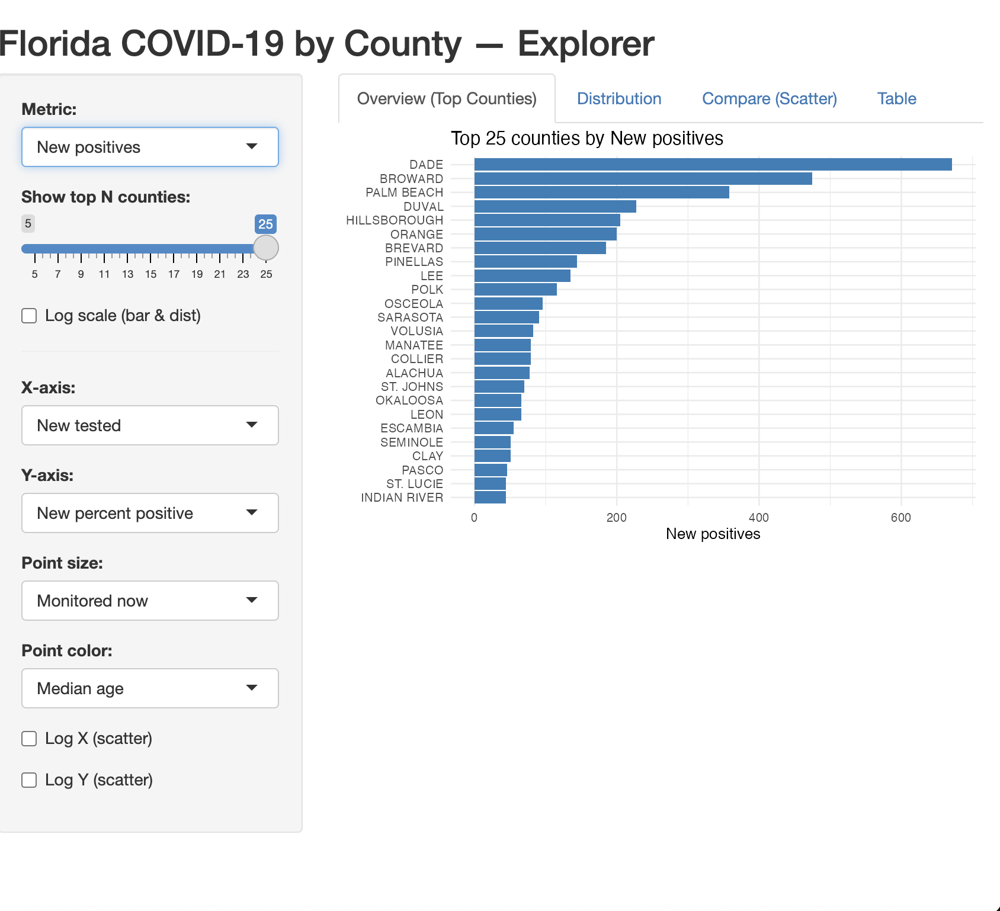 Florida COVID-19 by County — Explorer
Metric:
New positives
Show top N counties:
5
25
5 7 9 11 13 15 17 19 21 23 25
Log scale (bar & dist)
X-axis:
New tested
Y-axis:
New percent positive
Point size:
Monitored now
Point color:
Median age
Log X (scatter)
Log Y (scatter)
Overview (Top Counties) Distribution Compare (Scatter) Table
Top 25 counties by New positives
DADE
BROWARD
PALM BEACH
DUVAL
HILLSBOROUGH
ORANGE
BREVARD
PINELLAS
LEE
POLK
OSCEOLA
SARASOTA
VOLUSIA
MANATEE
COLLIER
ALACHUA
ST. JOHNS
OKALOOSA
LEON
ESCAMBIA
SEMINOLE
CLAY
PASCO
ST. LUCIE
INDIAN RIVER
0 200 400 600
New positives